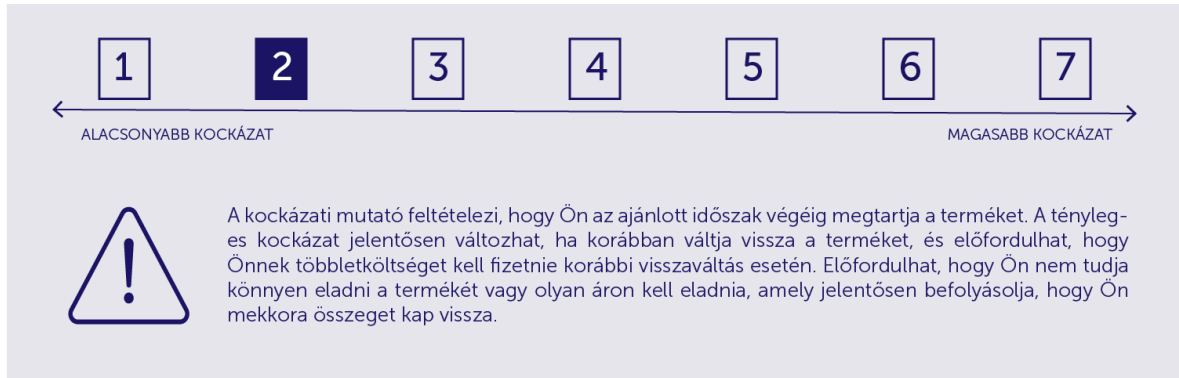 1 2 3 4 5 6 7
ALACSONYABB KOCKÁZAT MAGASABB KOCKÁZAT
A kockázati mutató feltételezi, hogy Ön az ajánlott időszak végéig megtartja a terméket. A tényleg-
es kockázat jelentősen változhat, ha korábban váltja vissza a terméket, és előfordulhat, hogy
Önnek többletköltséget kell fizetnie korábbi visszaváltás esetén. Előfordulhat, hogy Ön nem tudja
könnyen eladni a termékét vagy olyan áron kell eladnia, amely jelentősen befolyásolja, hogy Ön
mekkora összeget kap vissza.